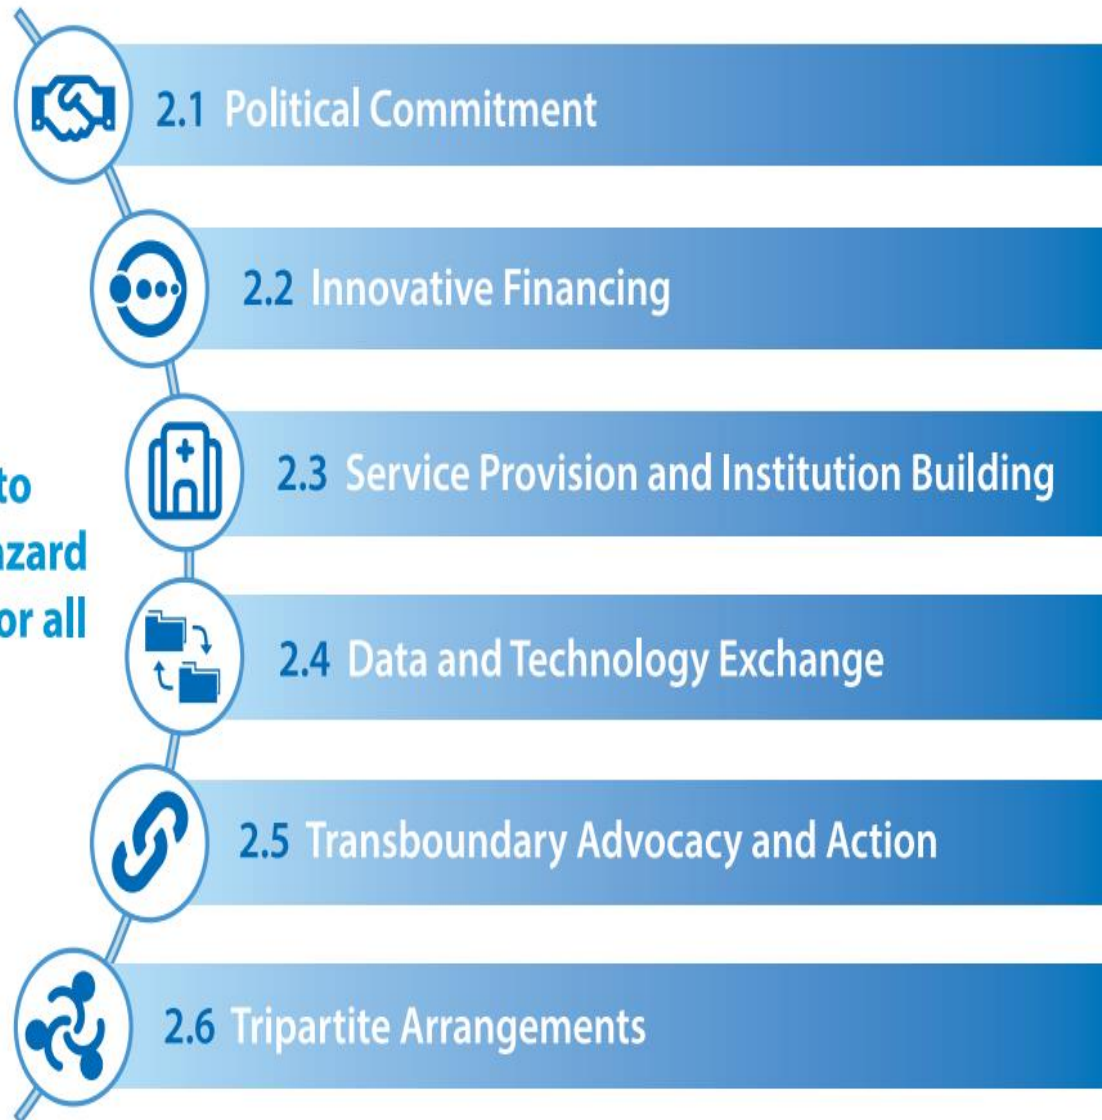 2.1 Political Commitment
2.2 Innovative Financing
2.3 Service Provision and Institution Building
to
azard
or all
2.4 Data and Technology Exchange
2.5 Transboundary Advocacy and Action
2.6 Tripartite Arrangements